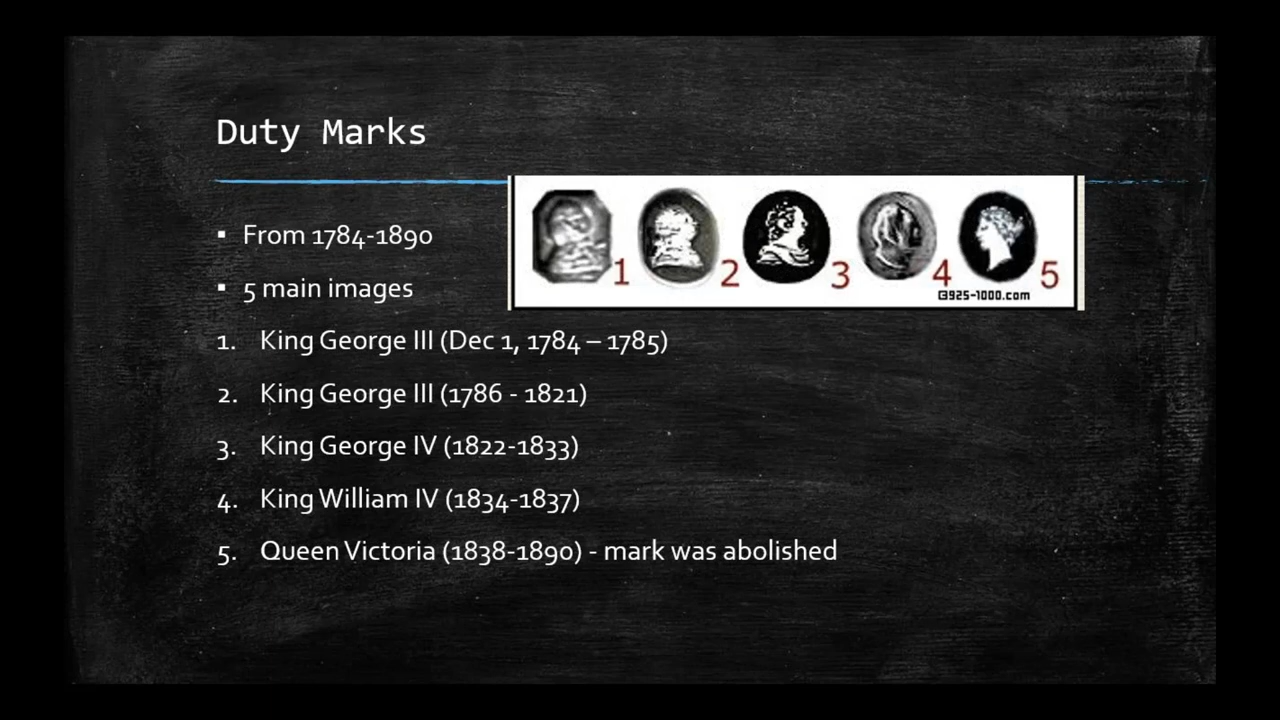 Duty Marks
1 2 3 4 5
925-1000.com
▪ From 1784-1890
▪ 5 main images
1. King George III (Dec 1, 1784 – 1785)
2. King George III (1786 - 1821)
3. King George IV (1822-1833)
4. King William IV (1834-1837)
5. Queen Victoria (1838-1890) - mark was abolished